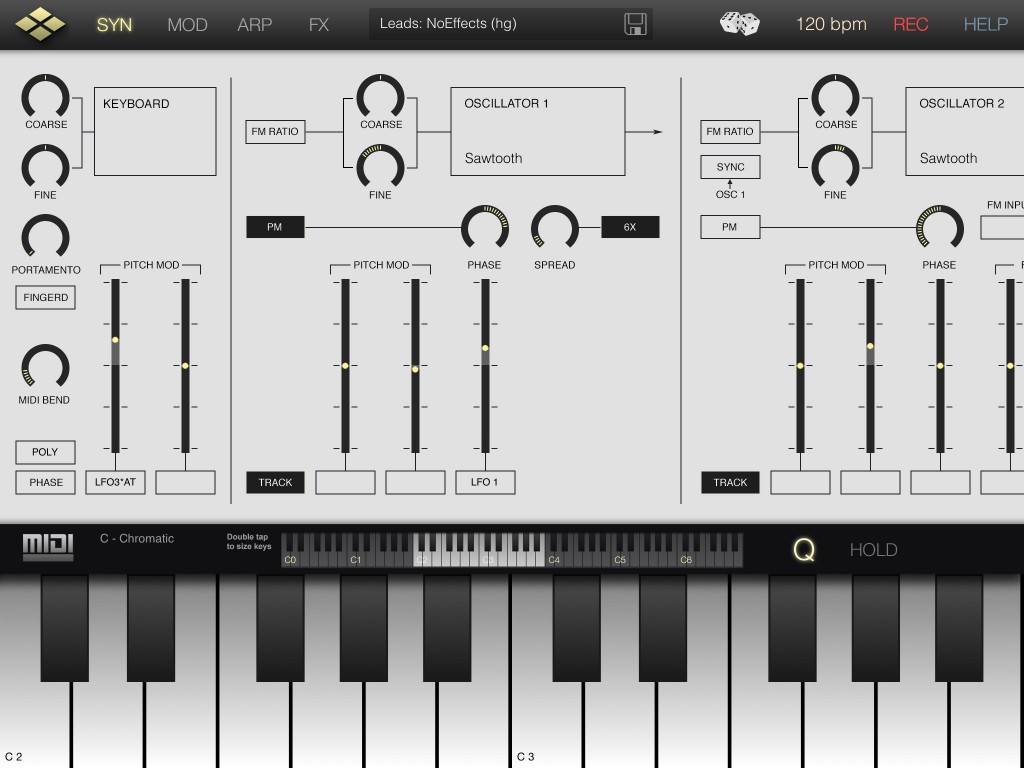 SYN MOD ARP FX Leads: NoEffects (hg) 120 bpm REC HELP
KEYBOARD
COARSE
FINE
PORTAMENTO
PITCH MOD
FINGERD
MIDI BEND
POLY
PHASE LFO3*AT
FM RATIO
COARSE
OSCILLATOR 1
Sawtooth
FINE
PM
6X
PHASE SPREAD
PITCH MOD
TRACK LFO 1
FM RATIO
COARSE
OSCILLATOR 2
Sawtooth
SYNC
OSC 1
FINE
FM INPU
PM
PHASE
PITCH MOD
TRACK
MIDI
C - Chromatic
Double tap
to size keys
C0 C1 C2 C3 C4 C5 C6
Q HOLD
C 2 C 3